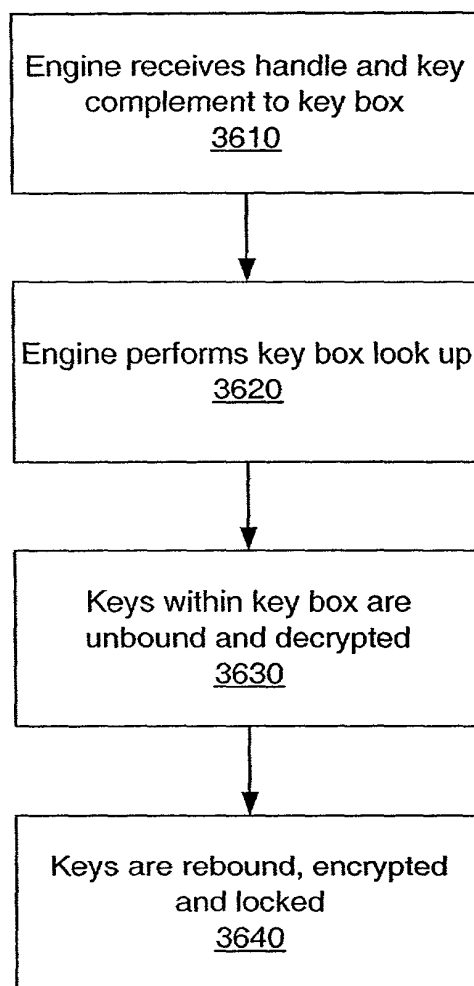 Engine receives handle and key
complement to key box
3610
Engine performs key box look up
3620
Keys within key box are
unbound and decrypted
3630
Keys are rebound, encrypted
and locked
3640